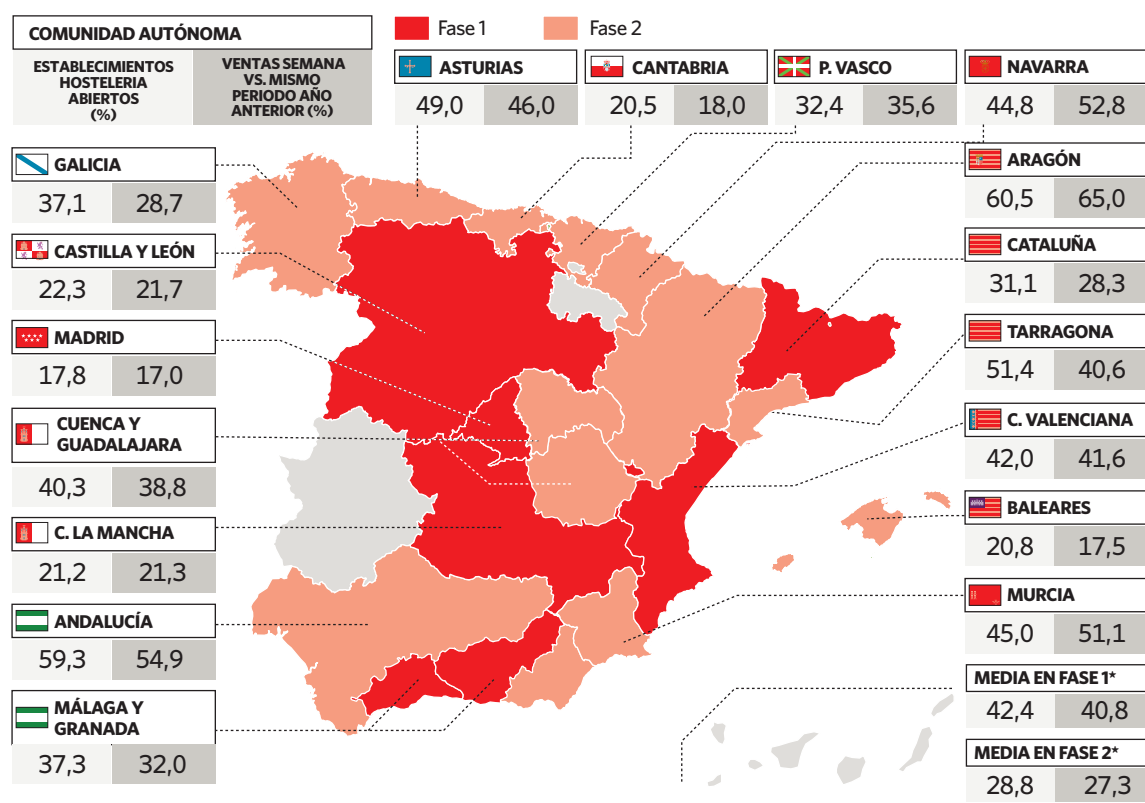 COMUNIDAD AUTÓNOMA
ESTABLECIMIENTOS
HOSTELERIA
ABIERTOS
(%)
VENTAS SEMANA
VS. MISMO
PERIODO AÑO
ANTERIOR (%)
Fase 1
Fase 2
ASTURIAS
49,0 46,0
CANTABRIA
20,5 18,0
P. VASCO
32,4 35,6
NAVARRA
44,8 52,8
GALICIA
37,1 28,7
CASTILLA Y LEÓN
22,3 21,7
MADRID
17,8 17,0
CUENCA Y
GUADALAJARA
40,3 38,8
C. LA MANCHA
21,2 21,3
ANDALUCÍA
59,3 54,9
MÁLAGA Y
GRANADA
37,3 32,0
ARAGÓN
60,5 65,0
CATALUÑA
31,1 28,3
TARRAGONA
51,4 40,6
C. VALENCIANA
42,0 41,6
BALEARES
20,8 17,5
MURCIA
45,0 51,1
MEDIA EN FASE 1*
42,4 40,8
MEDIA EN FASE 2*
28,8 27,3